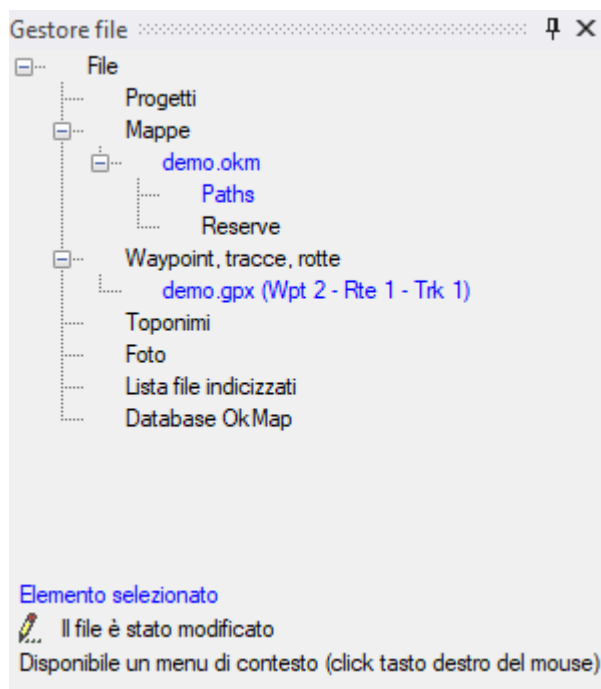 Gestore file
File
Progetti
Mappe
demo.okm
Paths
Reserve
Waypoint, tracce, rotte
demo.gpx (Wpt 2 - Rte 1 - Trk 1)
Toponimi
Foto
Lista file indicizzati
Database OkMap
Elemento selezionato
Il file è stato modificato
Disponibile un menu di contesto (click tasto destro del mouse)